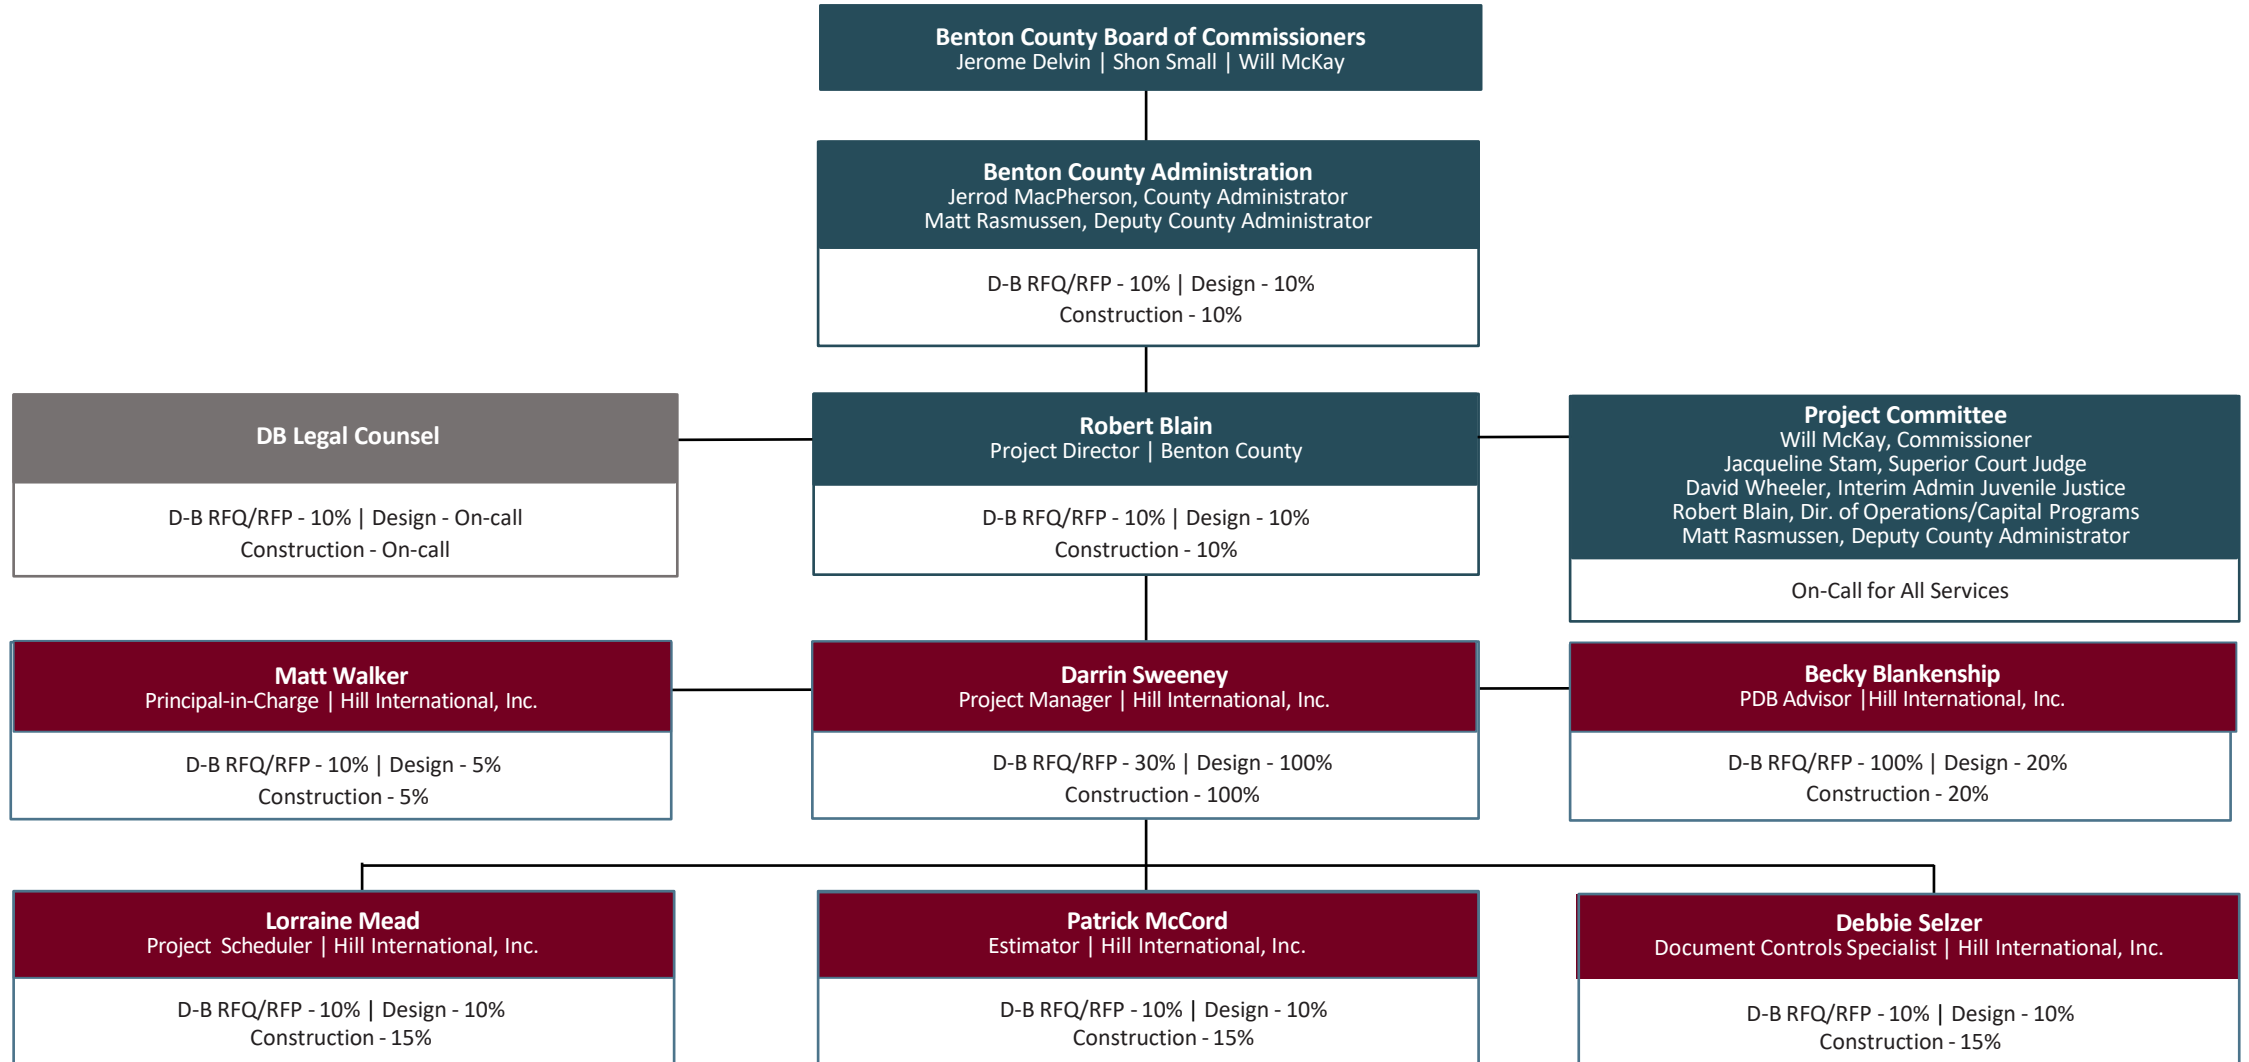 Benton County Board of Commissioners
Jerome Delvin | Shon Small | Will McKay
Benton County Administration
Jerrod MacPherson, County Administrator
Matt Rasmussen, Deputy County Administrator
D-B RFQ/RFP - 10% | Design - 10%
Construction - 10%
DB Legal Counsel
D-B RFQ/RFP - 10% | Design - On-call
Construction - On-call
Robert Blain
Project Director | Benton County
D-B RFQ/RFP - 10% | Design - 10%
Construction - 10%
Project Committee
Will McKay, Commissioner
Jacqueline Stam, Superior Court Judge
David Wheeler, Interim Admin Juvenile Justice
Robert Blain, Dir. of Operations/Capital Programs
Matt Rasmussen, Deputy County Administrator
On-Call for All Services
Matt Walker
Principal-in-Charge | Hill International, Inc.
D-B RFQ/RFP - 10% | Design - 5%
Construction - 5%
Darrin Sweeney
Project Manager | Hill International, Inc.
D-B RFQ/RFP - 30% | Design - 100%
Construction - 100%
Becky Blankenship
PDB Advisor |Hill International, Inc.
D-B RFQ/RFP - 100% | Design - 20%
Construction - 20%
Lorraine Mead
Project Scheduler | Hill International, Inc.
D-B RFQ/RFP - 10% | Design - 10%
Construction - 15%
Patrick McCord
Estimator | Hill International, Inc.
D-B RFQ/RFP - 10% | Design - 10%
Construction - 15%
Debbie Selzer
Document Controls Specialist | Hill International, Inc.
D-B RFQ/RFP - 10% | Design - 10%
Construction - 15%